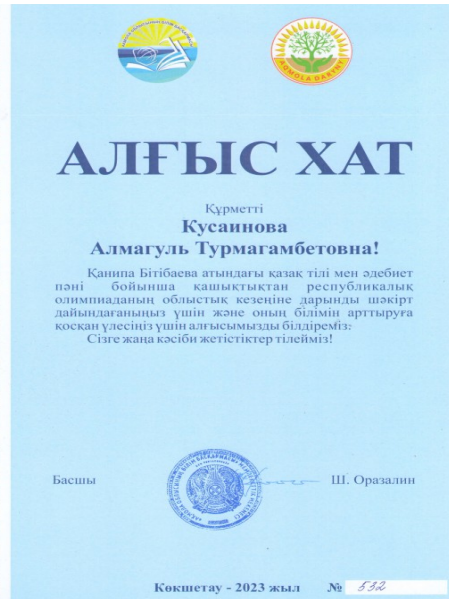 AQMOLA DARYNY
АЛҒЫС ХАТ
Құрметті
Кусаинова
Алмагуль Турмагамбетовна!
Қанипа Бітібаева атындағы қазақ тілі мен әдебиет
пәні бойынша қашықтықтан республикалық
олимпиаданың облыстық кезеңіне дарынды шәкірт
дайындағаныңыз үшін және оның білімін арттыруға
қосқан үлесіңіз үшін алғысымызды білдіреміз.
Сізге жаңа кәсіби жетістіктер тілейміз!
Басшы Ш. Оразалин
Көкшетау - 2023 жыл № 532